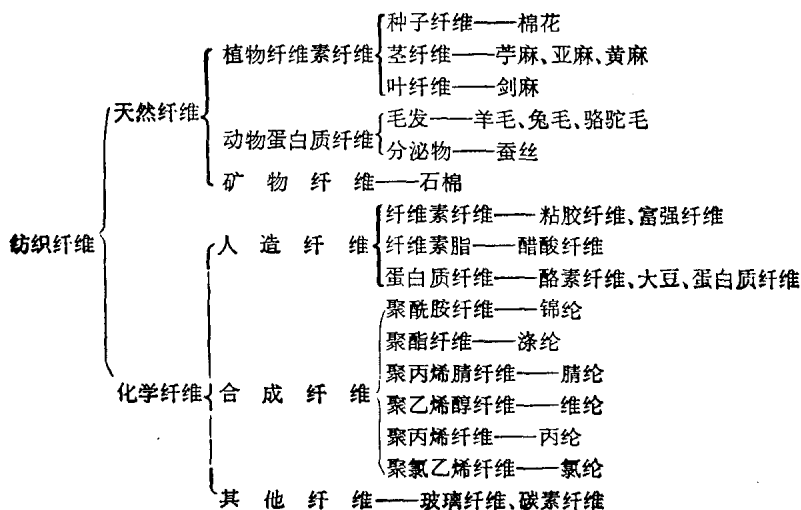 种子纤维——棉花
植物纤维素纤维 茎纤维——苧麻、亚麻、黄麻
叶纤维——剑麻
天然纤维
毛发——羊毛、兔毛、骆驼毛
动物蛋白质纤维
分泌物——蚕丝
矿物纤维——石棉
纺织纤维
纤维素纤维——粘胶纤维、富强纤维
人造纤维 纤维素脂——醋酸纤维
蛋白质纤维——酪素纤维、大豆、蛋白质纤维
聚酰胺纤维——锦纶
聚酯纤维——涤纶
聚丙烯腈纤维——腈纶
化学纤维 合成纤维
聚乙烯醇纤维——维纶
聚丙烯纤维——丙纶
聚氯乙烯纤维——氯纶
其他纤维——玻璃纤维、碳素纤维